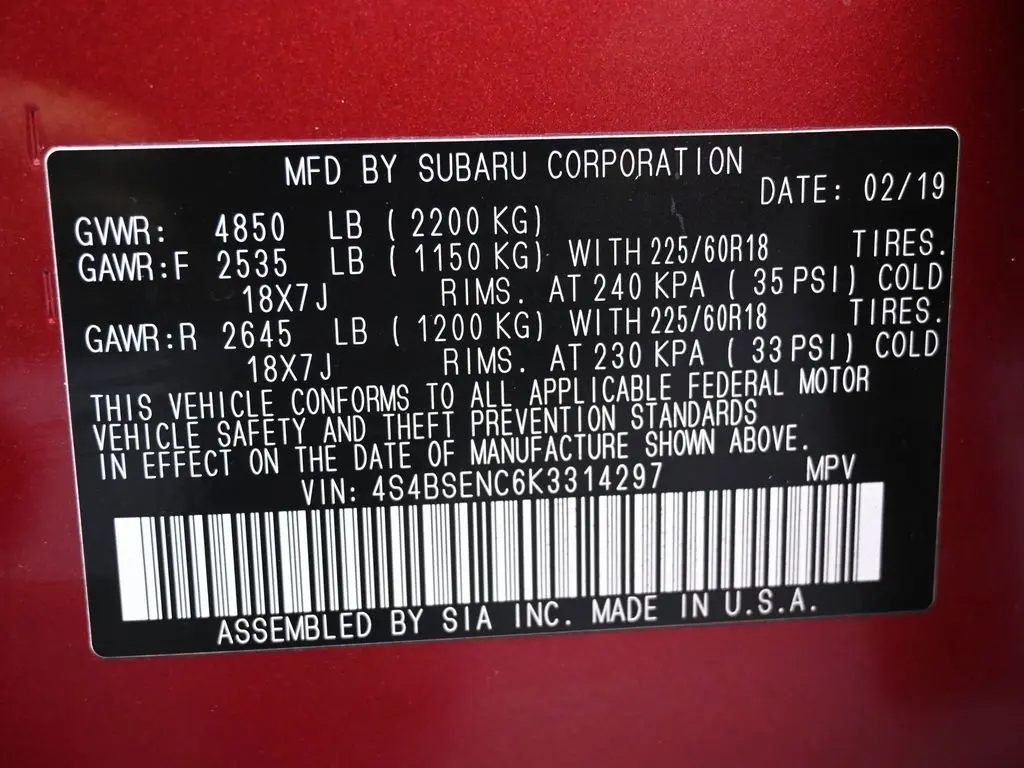 MFD BY SUBARU CORPORATION
DATE: 02/19
GVWR: 4850 LB ( 2200 KG)
GAWR:F 2535 LB ( 1150 KG) WITH 225/60R18 TIRES.
18X7J RIMS. AT 240 KPA ( 35 PSI) COLD
GAWR:R 2645 LB ( 1200 KG) WITH 225/60R18 TIRES.
18X7J RIMS. AT 230 KPA ( 33 PSI) COLD
THIS VEHICLE CONFORMS TO ALL APPLICABLE FEDERAL MOTOR
VEHICLE SAFETY AND THEFT PREVENTION STANDARDS
IN EFFECT ON THE DATE OF MANUFACTURE SHOWN ABOVE.
VIN: 4S4BSENC6K3314297 MPV
ASSEMBLED BY SIA INC. MADE IN U.S.A.